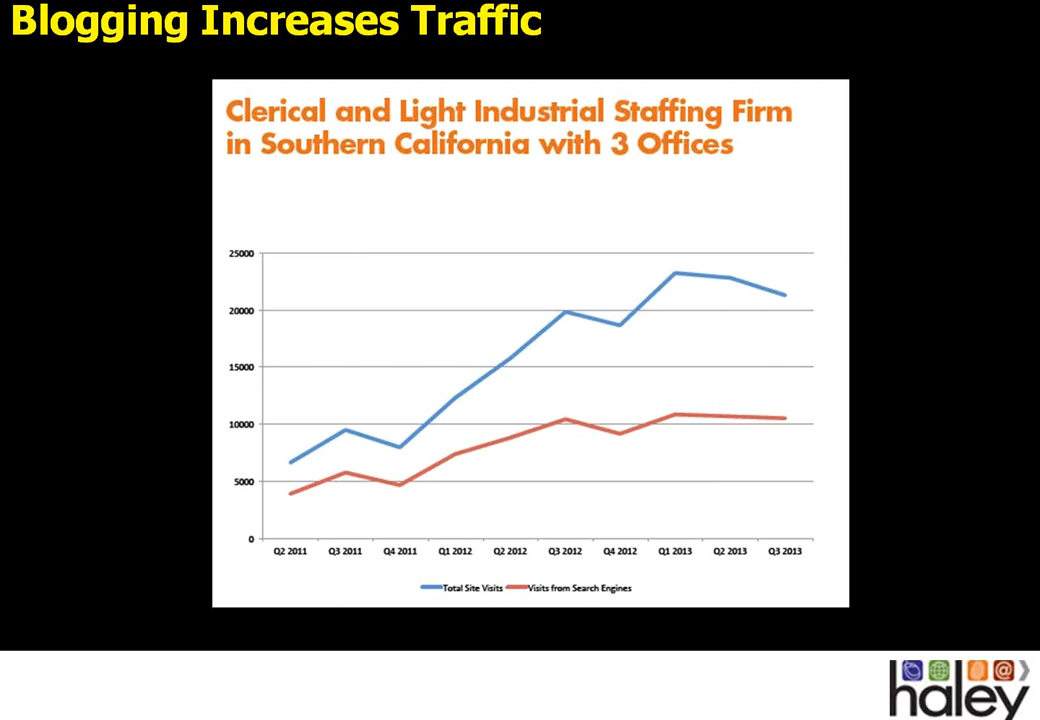 Blogging Increases Traffic
Clerical and Light Industrial Staffing Firm
in Southern California with 3 Offices
25000
20000
15000
10000
5000
0
Q2 2011 Q3 2011 Q4 2011 Q1 2012 Q2 2012 Q3 2012 Q4 2012 Q1 2013 Q2 2013 Q3 2013
Total Site Visits Visits from Search Engines
@
haley